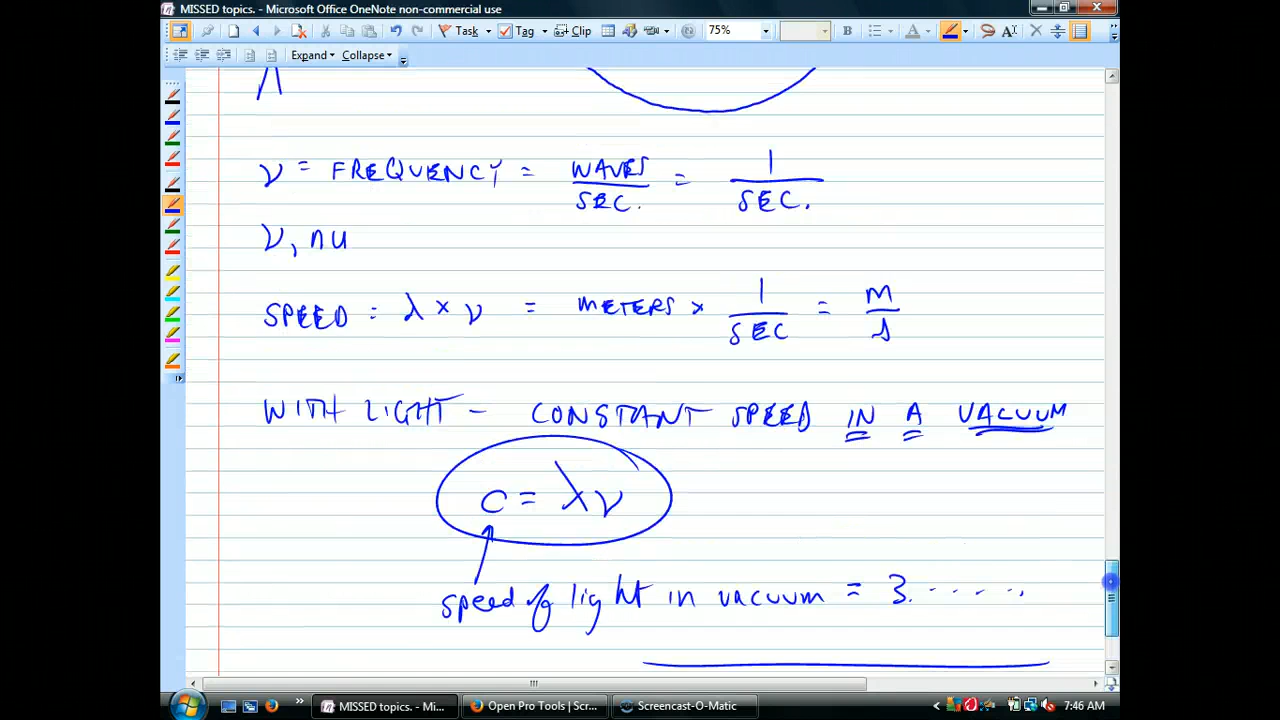 MISSED topics. - Microsoft Office OneNote non-commercial use
Task Tag Clip 75% B A
Expand Collapse
ν = FREQUENCY = WAVES/SEC. = 1/SEC.
ν, nu
SPEED = λ × ν = METERS × 1/SEC = m/s
WITH LIGHT - CONSTANT SPEED IN A VACUUM
c = λν
speed of light in vacuum = 3. . . . . .
MISSED topics. - Mi... Open Pro Tools | Scr... Screencast-O-Matic 7:46 AM